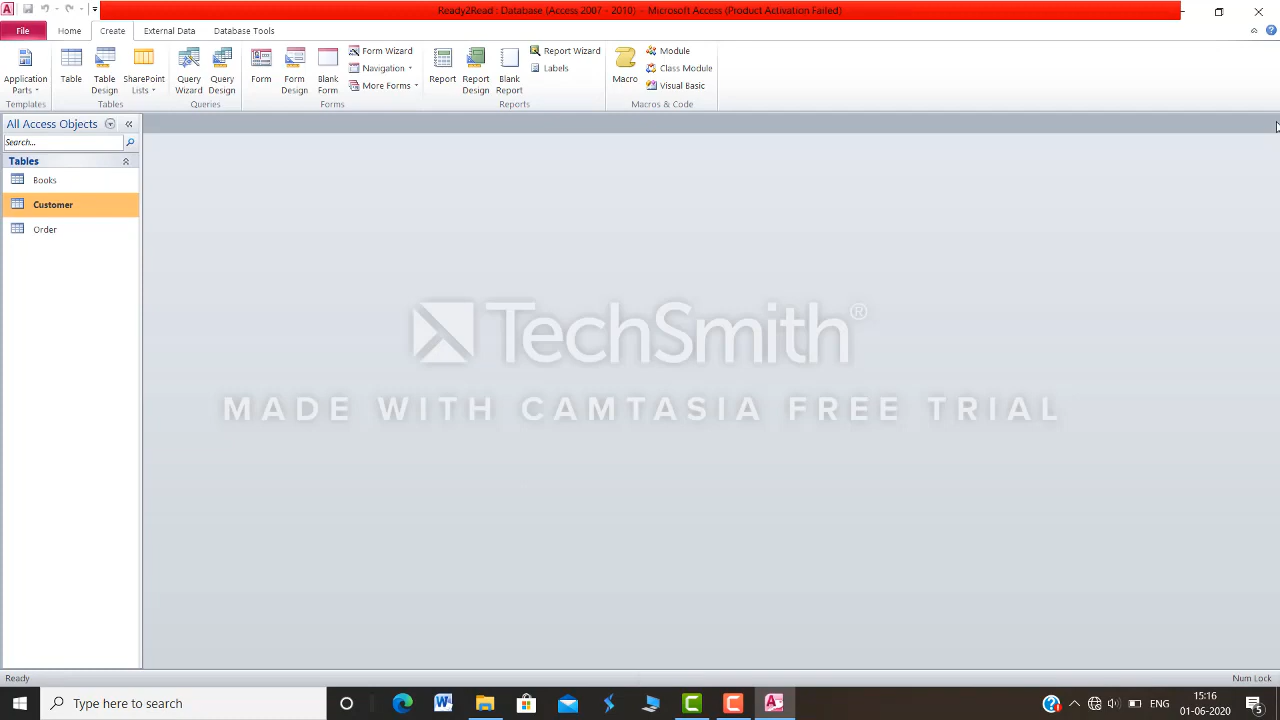 Ready2Read : Database (Access 2007 - 2010) - Microsoft Access (Product Activation Failed)
File Home Create External Data Database Tools
Application Parts
Table
Table Design
SharePoint Lists
Query Wizard
Query Design
Form
Form Design
Blank Form
Form Wizard
Navigation
More Forms
Report
Report Design
Blank Report
Report Wizard
Labels
Macro
Module
Class Module
Visual Basic
Templates Tables Queries Forms Reports Macros & Code
All Access Objects
Search...
Tables
Books
Customer
Order
TechSmith®
MADE WITH CAMTASIA FREE TRIAL
Ready
Num Lock
Type here to search
ENG
15:16
01-06-2020
5